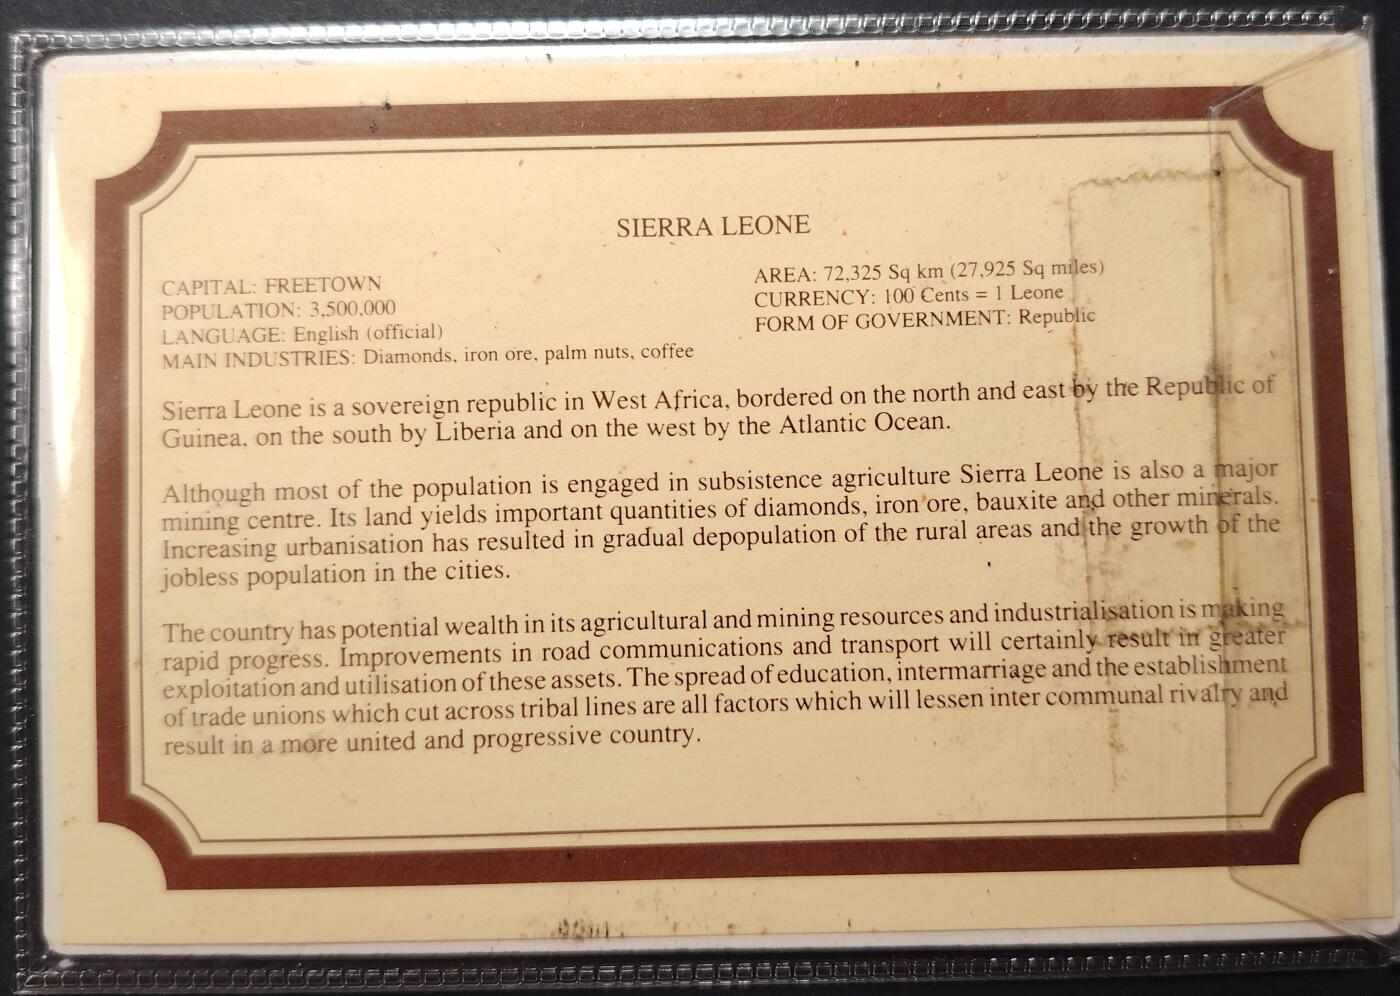 SIERRA LEONE
CAPITAL: FREETOWN
POPULATION: 3,500,000
LANGUAGE: English (official)
MAIN INDUSTRIES: Diamonds, iron ore, palm nuts, coffee
AREA: 72,325 Sq km (27,925 Sq miles)
CURRENCY: 100 Cents = 1 Leone
FORM OF GOVERNMENT: Republic
Sierra Leone is a sovereign republic in West Africa, bordered on the north and east by the Republic of
Guinea, on the south by Liberia and on the west by the Atlantic Ocean.
Although most of the population is engaged in subsistence agriculture Sierra Leone is also a major
mining centre. Its land yields important quantities of diamonds, iron ore, bauxite and other minerals.
Increasing urbanisation has resulted in gradual depopulation of the rural areas and the growth of the
jobless population in the cities.
The country has potential wealth in its agricultural and mining resources and industrialisation is making
rapid progress. Improvements in road communications and transport will certainly result in greater
exploitation and utilisation of these assets. The spread of education, intermarriage and the establishment
of trade unions which cut across tribal lines are all factors which will lessen inter communal rivalry and
result in a more united and progressive country.